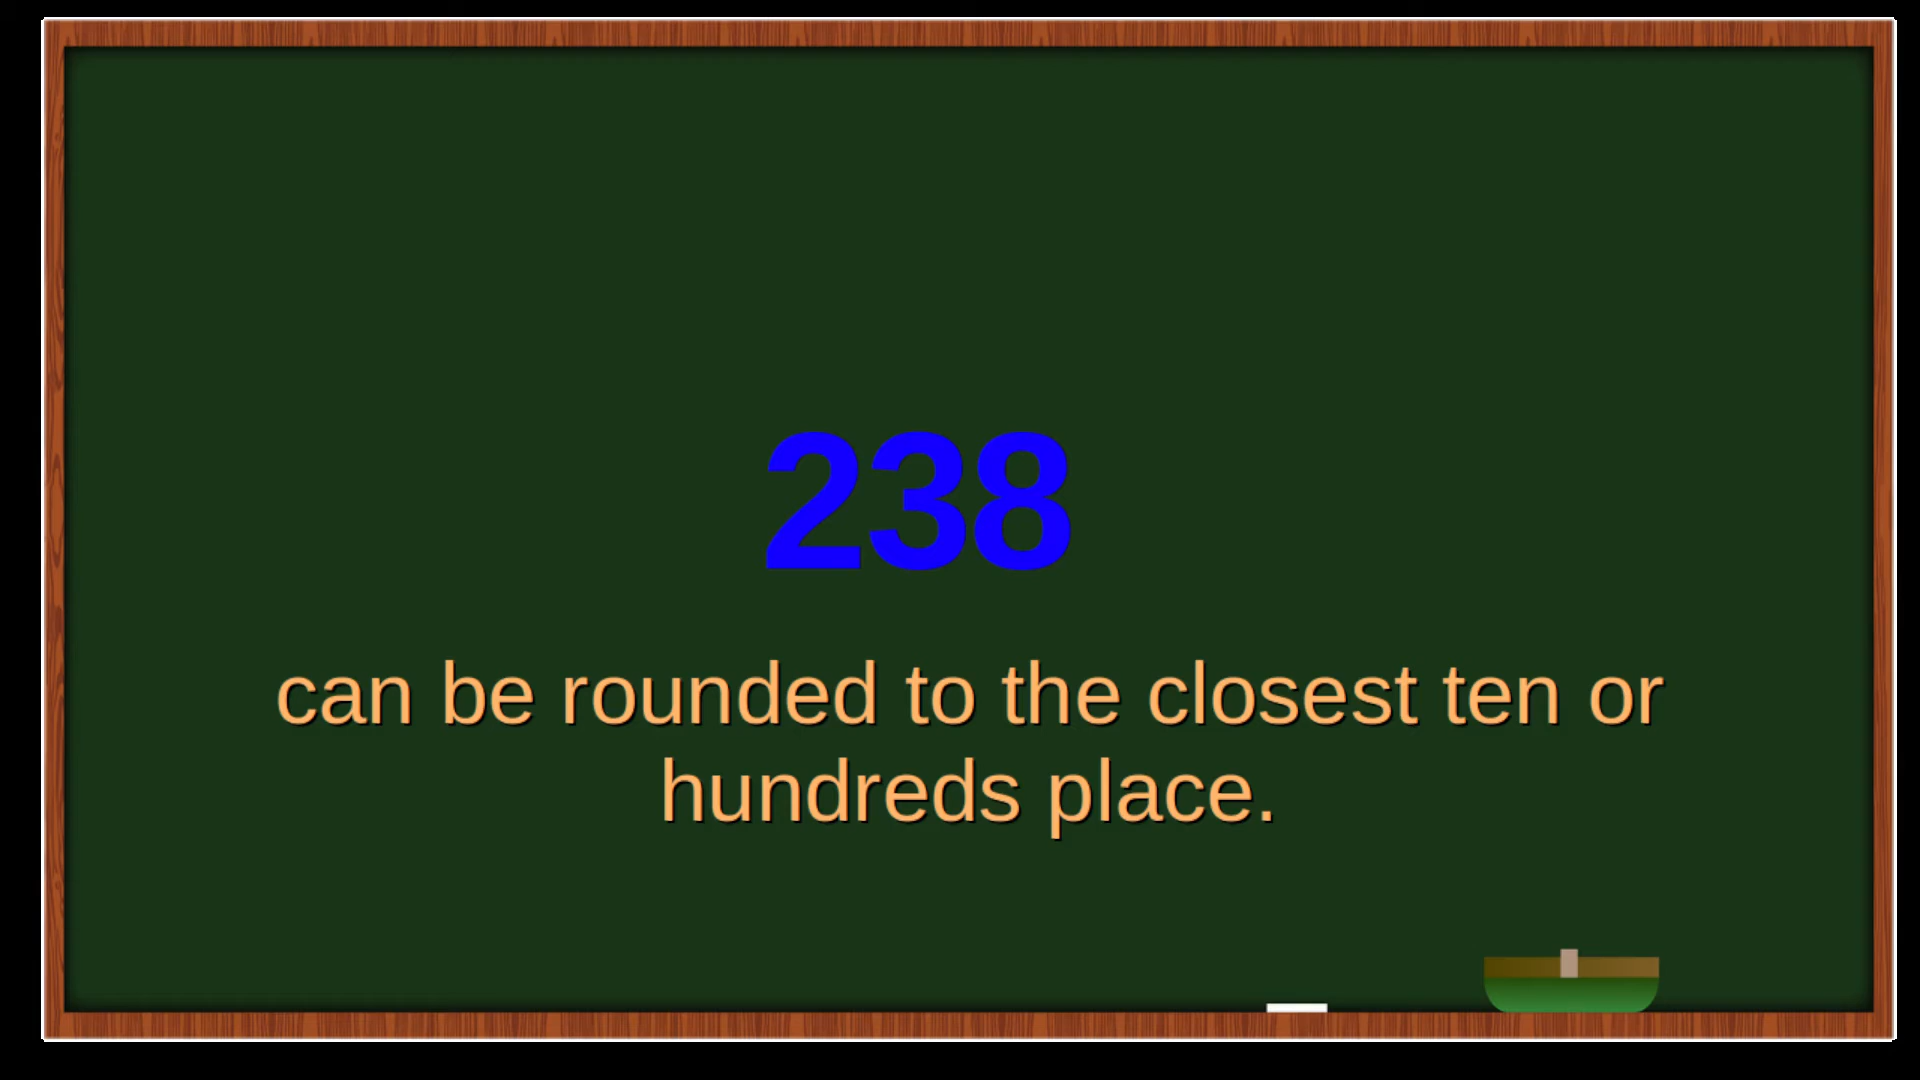 238
can be rounded to the closest ten or
hundreds place.